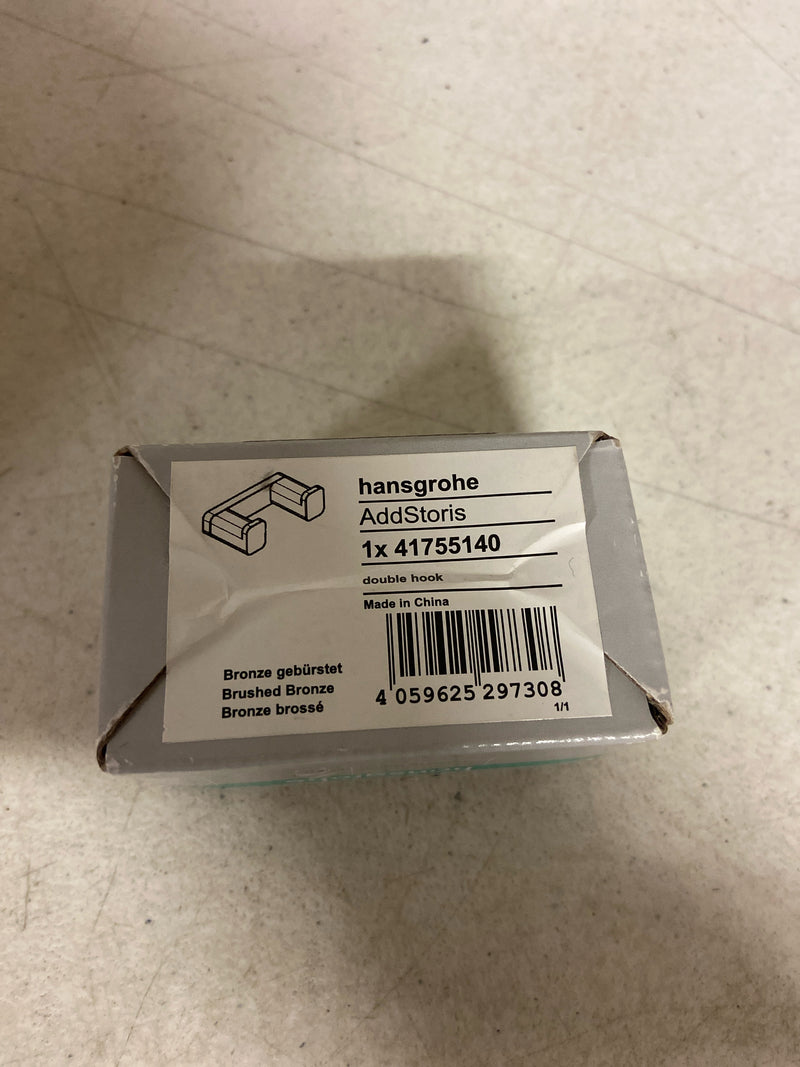 hansgrohe
AddStoris
1x 41755140
double hook
Made in China
Bronze gebürstet
Brushed Bronze
Bronze brossé
4 059625 297308
1/1